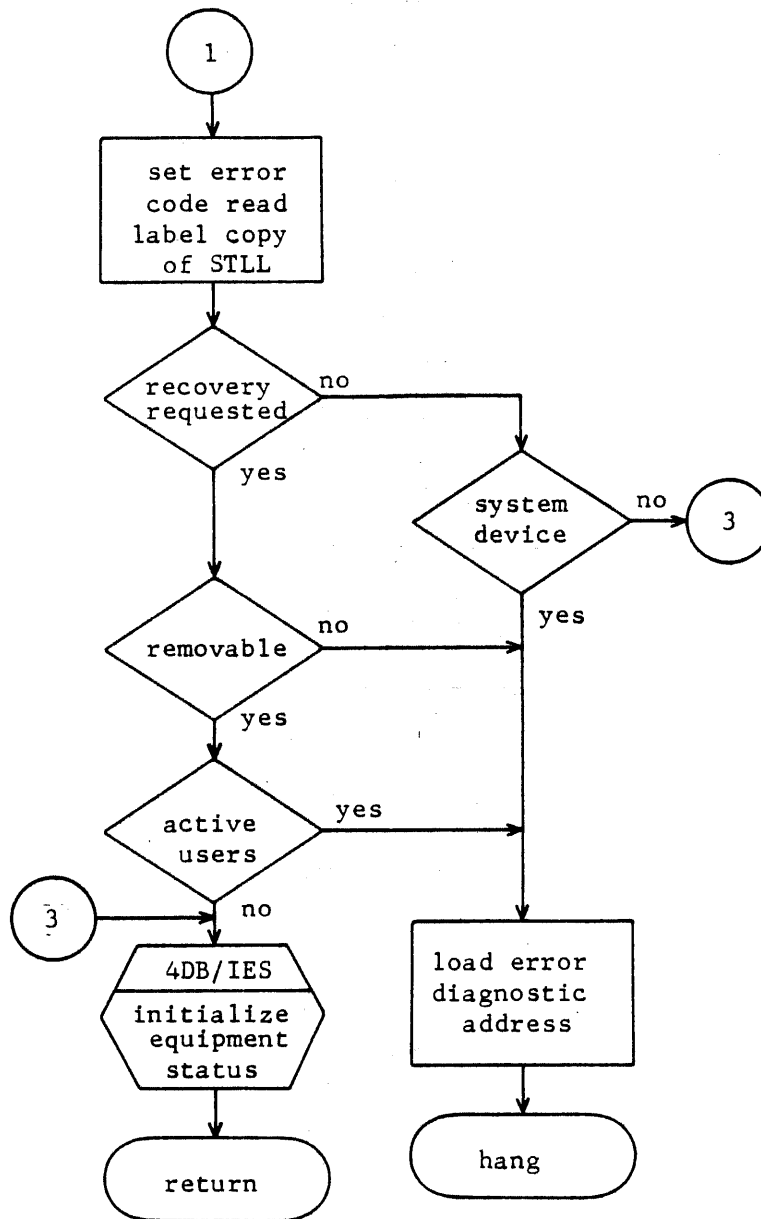 1
set error
code read
label copy
of STLL
recovery
requested
no
yes
system
device
no
3
yes
removable
no
yes
active
users
yes
3
no
4DB/IES
initialize
equipment
status
load error
diagnostic
address
return
hang